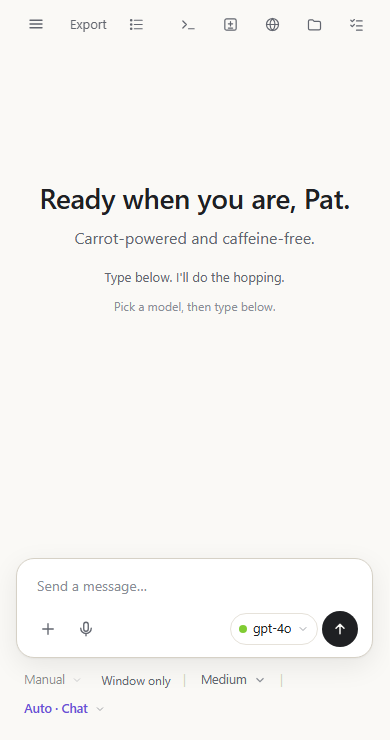 Export
Ready when you are, Pat.
Carrot-powered and caffeine-free.
Type below. I'll do the hopping.
Pick a model, then type below.
Send a message...
gpt-4o
Manual Window only | Medium |
Auto · Chat